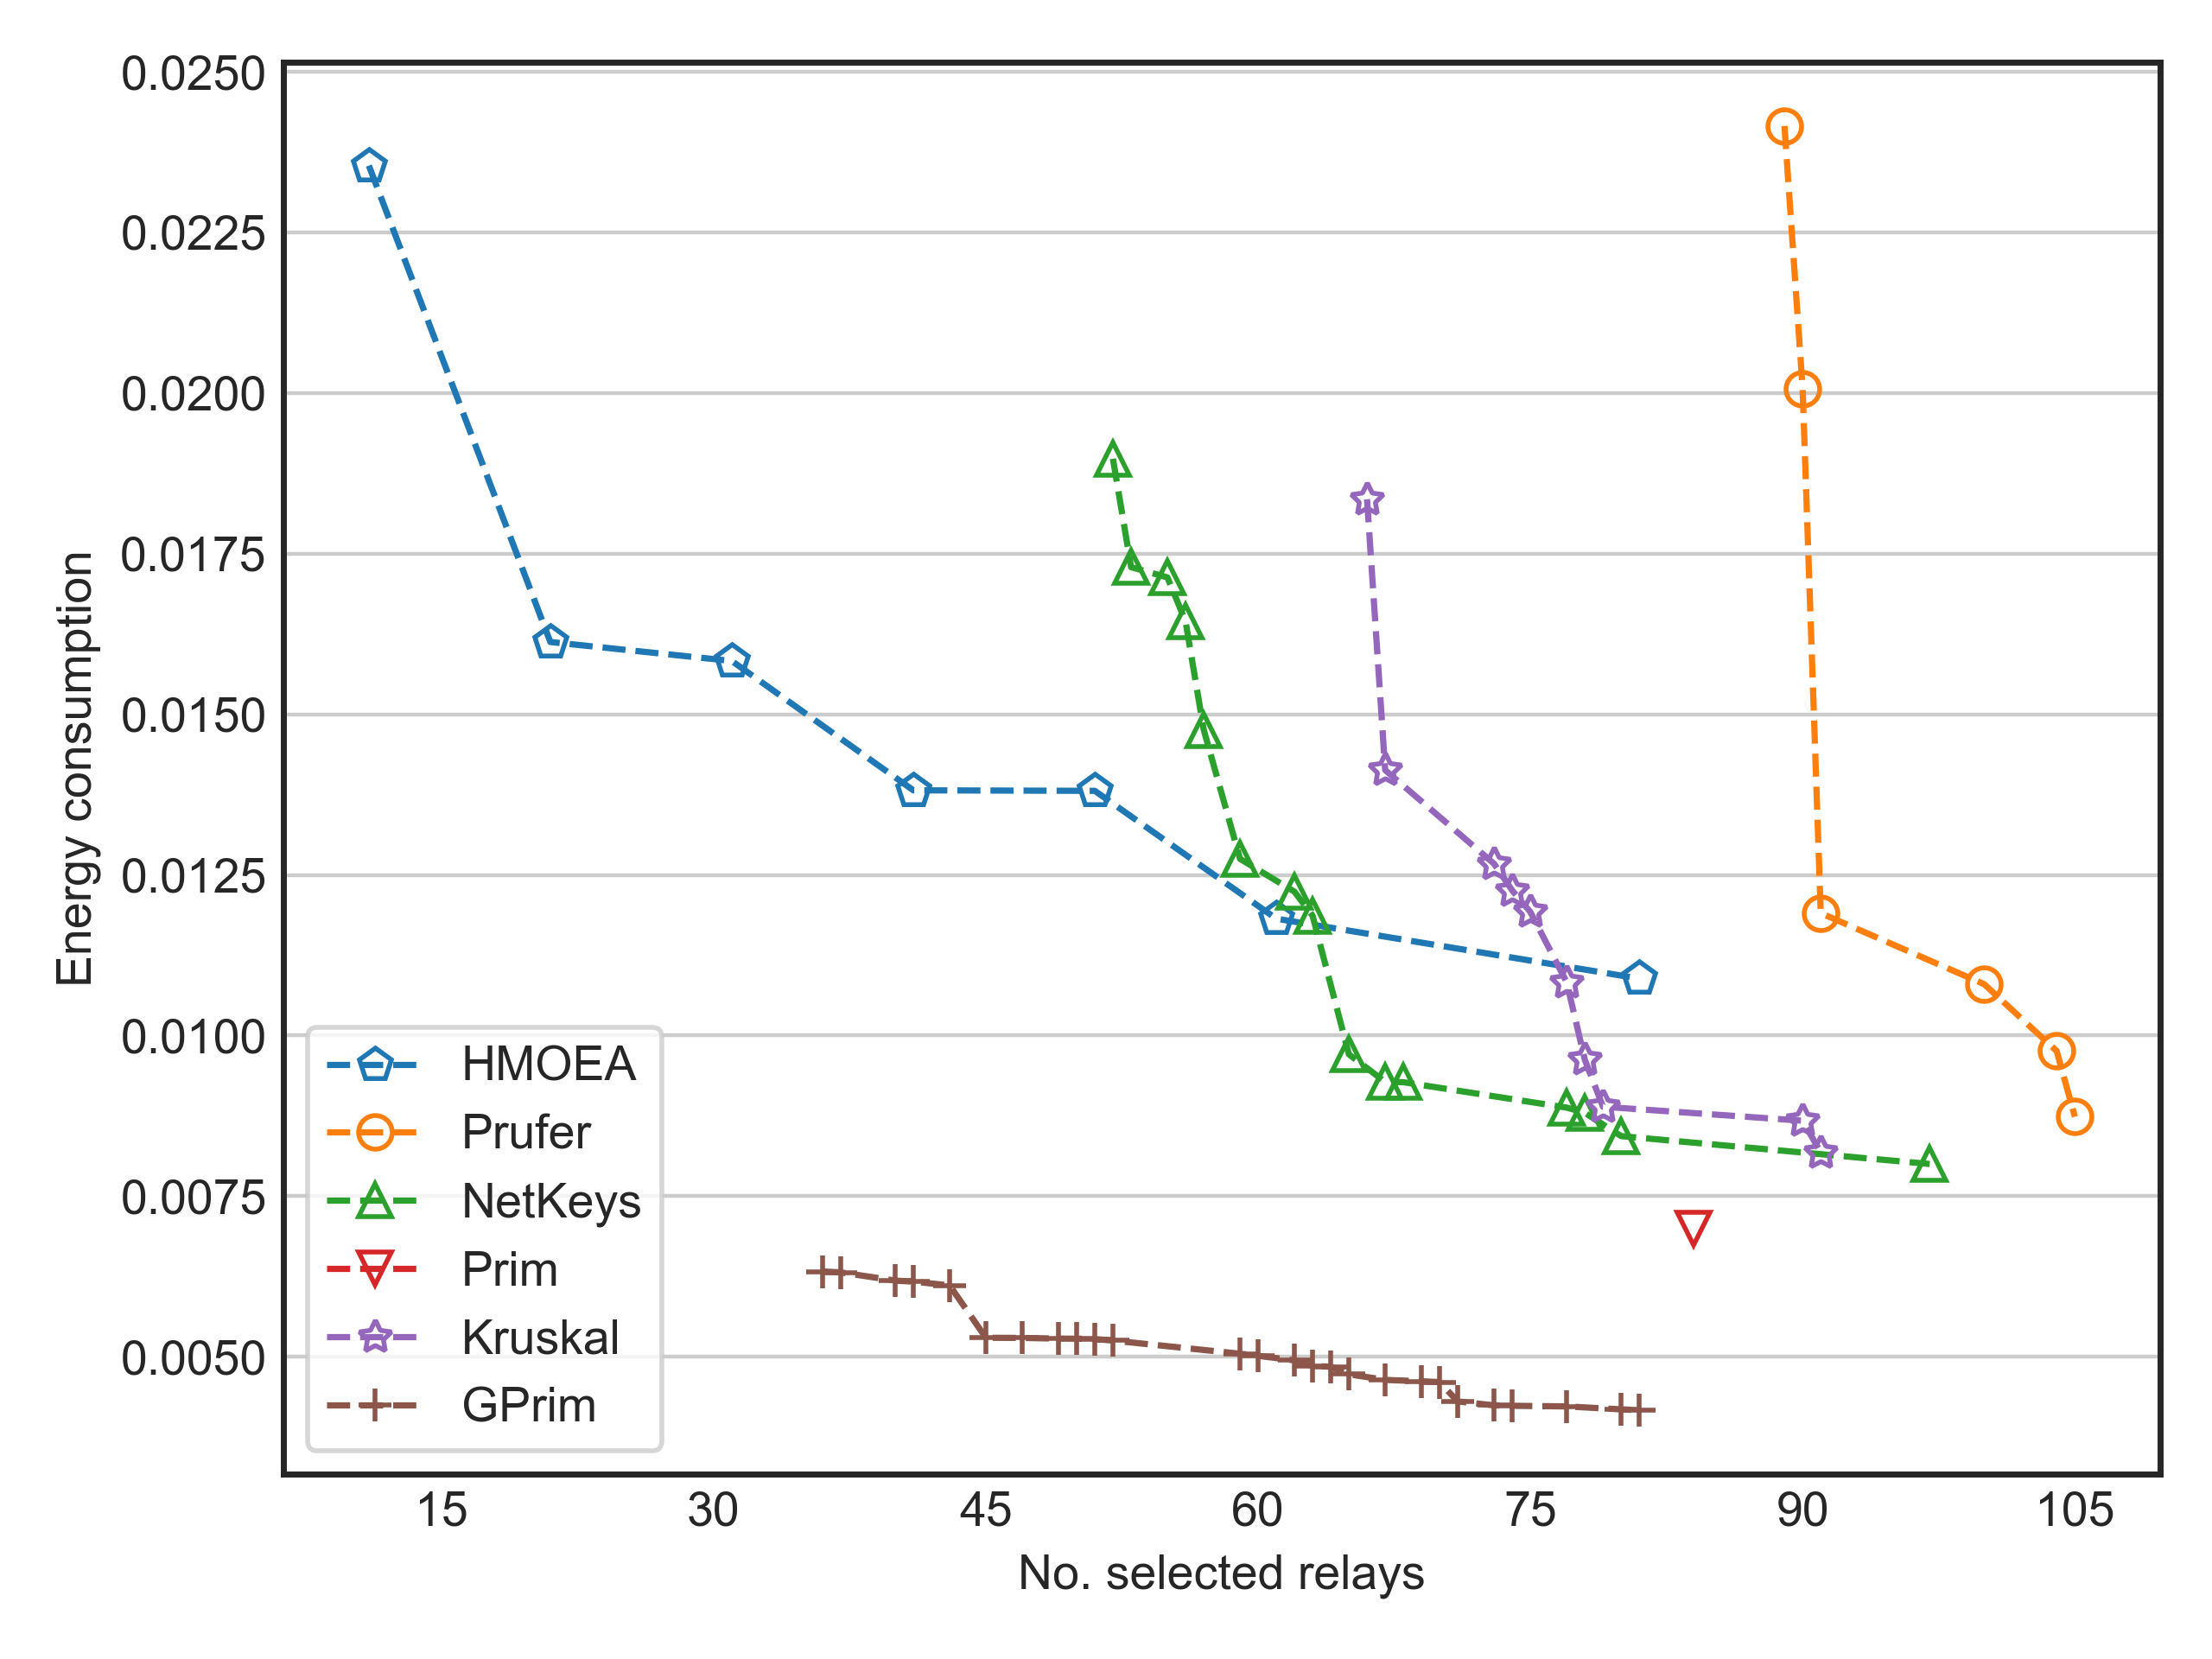 0.0250
0.0225
0.0200
0.0175
0.0150
0.0125
0.0100
0.0075
0.0050
Energy consumption
HMOEA
Prufer
NetKeys
Prim
Kruskal
GPrim
15 30 45 60 75 90 105
No. selected relays